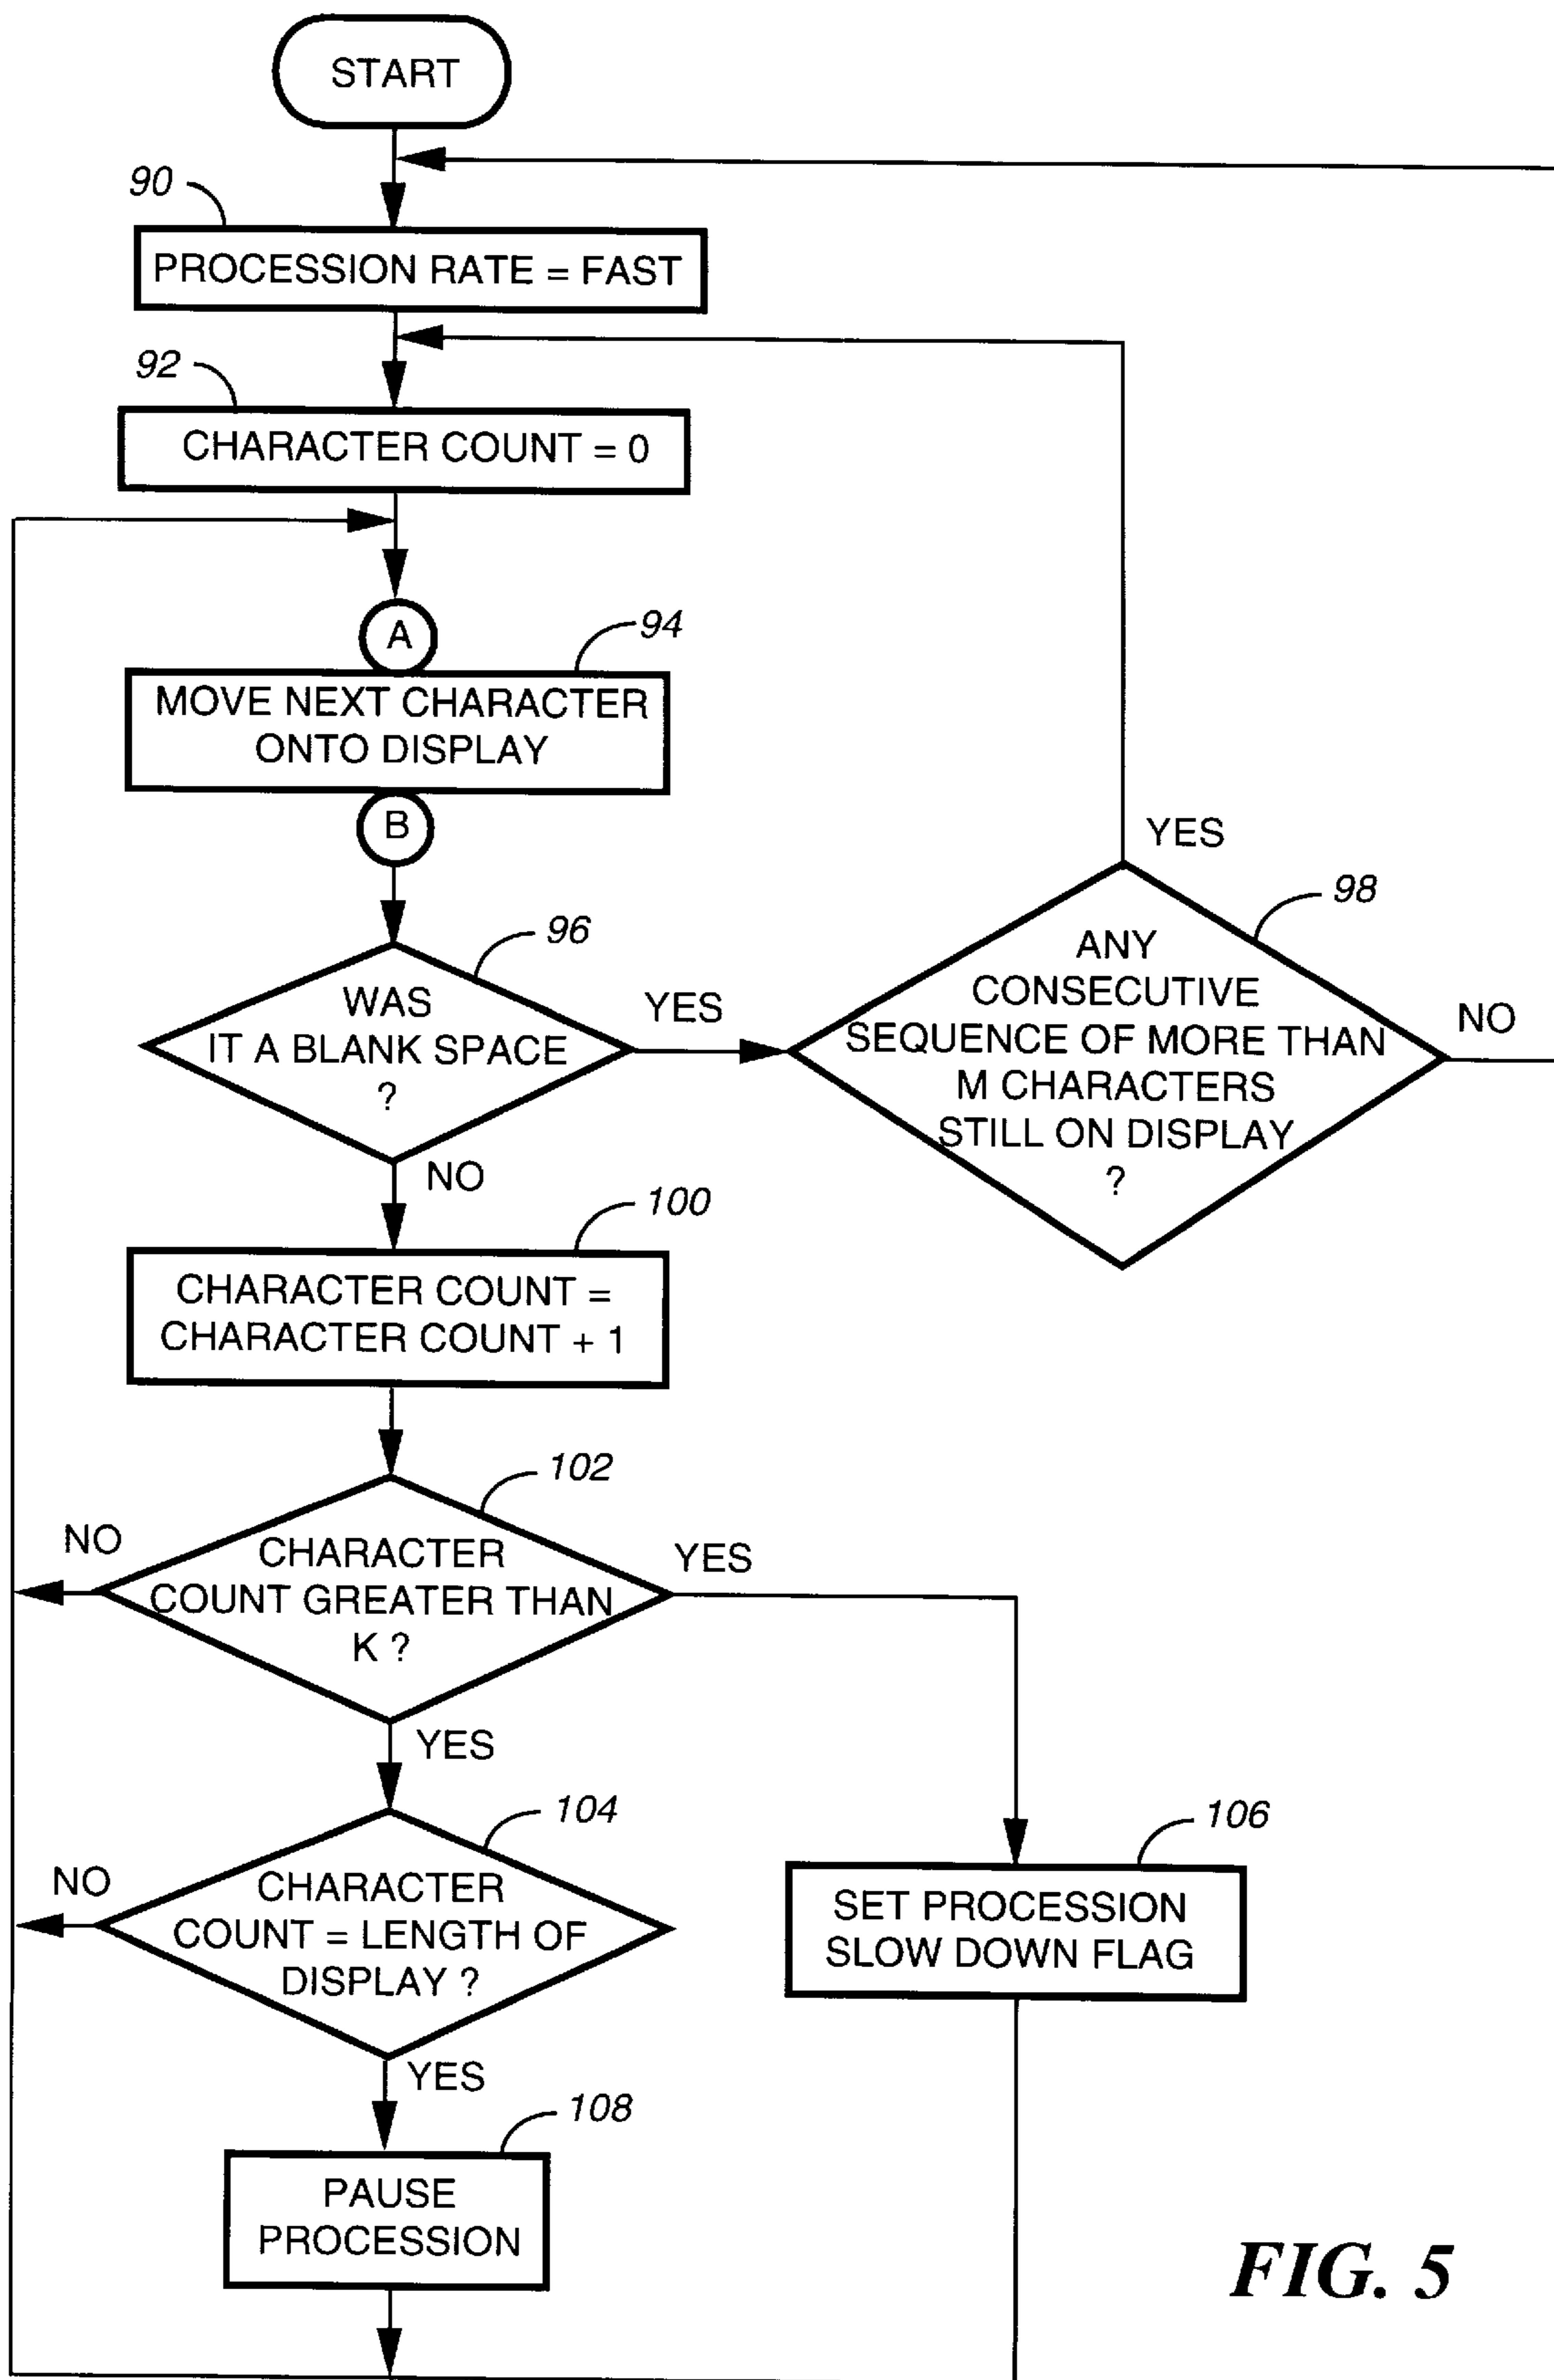 START
90
PROCESSION RATE = FAST
92
CHARACTER COUNT = 0
A
94
MOVE NEXT CHARACTER
ONTO DISPLAY
B
YES
98
96
WAS
IT A BLANK SPACE
?
YES
ANY
CONSECUTIVE
SEQUENCE OF MORE THAN
M CHARACTERS
STILL ON DISPLAY
?
NO
NO
100
CHARACTER COUNT =
CHARACTER COUNT + 1
102
NO
CHARACTER
COUNT GREATER THAN
K ?
YES
YES
104
106
NO
CHARACTER
COUNT = LENGTH OF
DISPLAY ?
SET PROCESSION
SLOW DOWN FLAG
YES
108
PAUSE
PROCESSION
FIG. 5